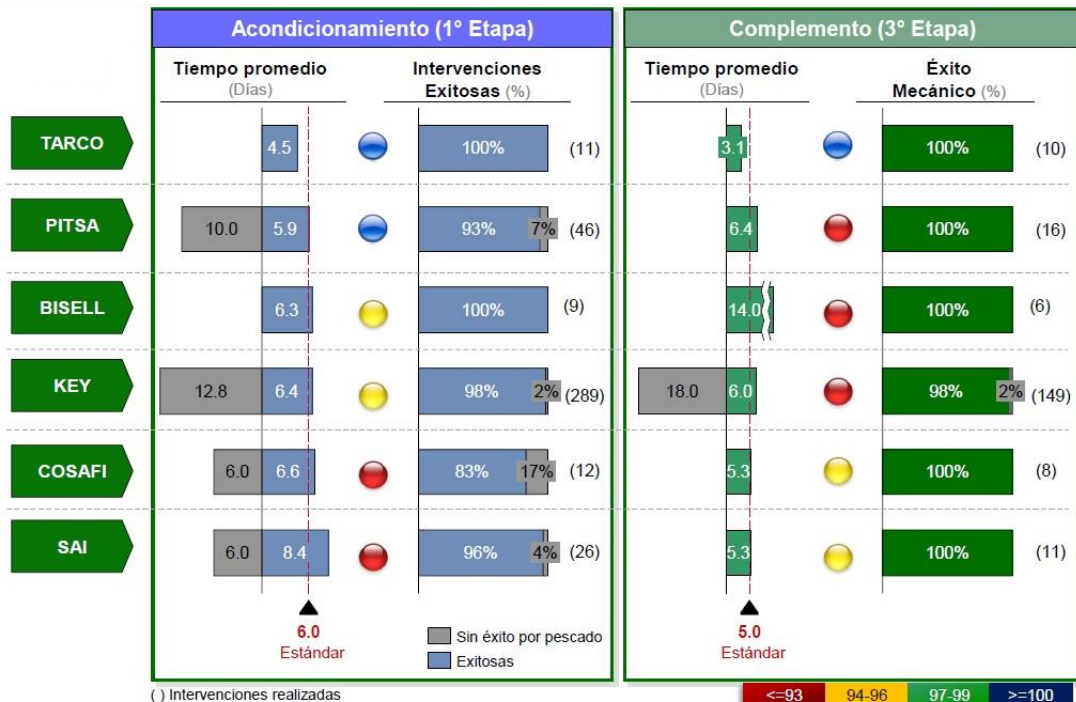 Acondicionamiento (1° Etapa)
Complemento (3° Etapa)
Tiempo promedio
(Días)
Intervenciones
Exitosas (%)
Tiempo promedio
(Días)
Éxito
Mecánico (%)
TARCO
4.5
100%
(11)
3.1
100%
(10)
PITSA
10.0
5.9
93%
7%
(46)
6.4
100%
(16)
BISELL
6.3
100%
(9)
14.0
100%
(6)
KEY
12.8
6.4
98%
2%
(289)
18.0
6.0
98%
2%
(149)
COSAFI
6.0
6.6
83%
17%
(12)
5.3
100%
(8)
SAI
6.0
8.4
96%
4%
(26)
5.3
100%
(11)
6.0
Estándar
Sin éxito por pescado
Exitosas
5.0
Estándar
( ) Intervenciones realizadas
<=93
94-96
97-99
>=100